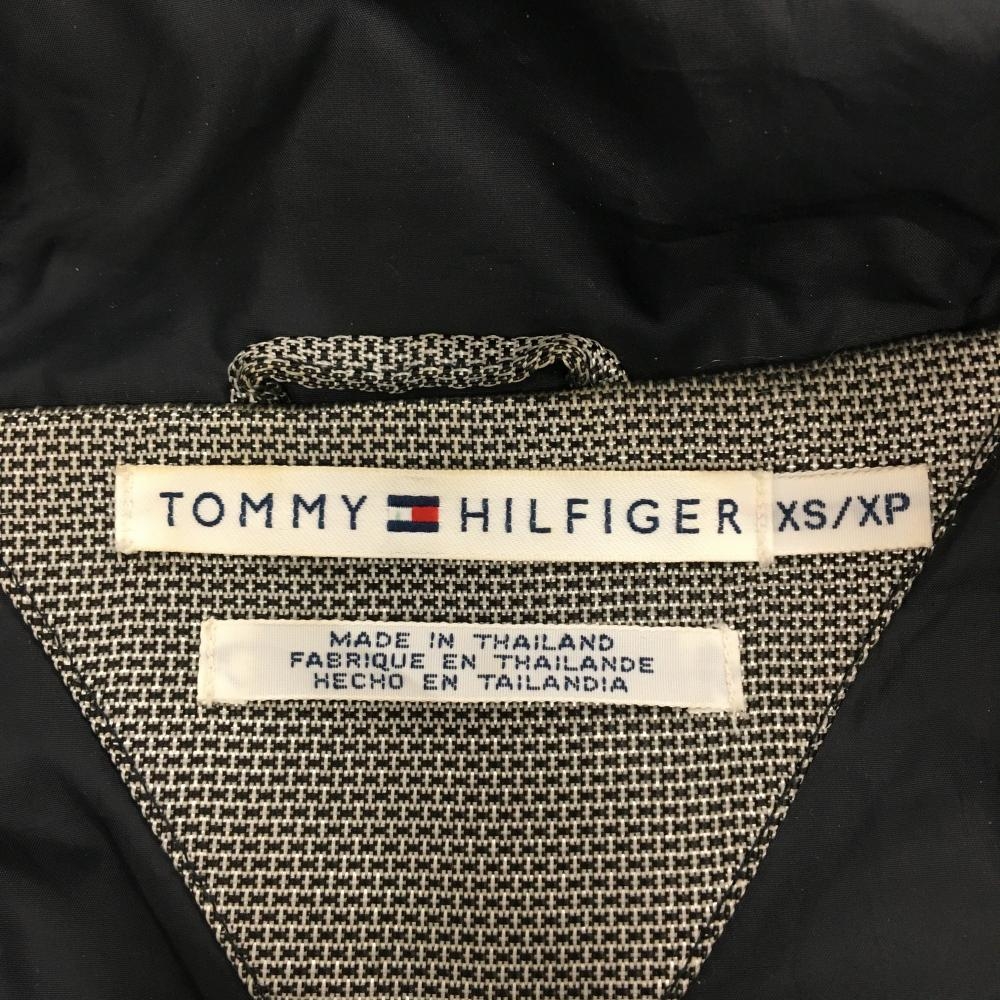 TOMMY HILFIGER XS/XP
MADE IN THAILAND
FABRIQUE EN THAILANDE
HECHO EN TAILANDIA